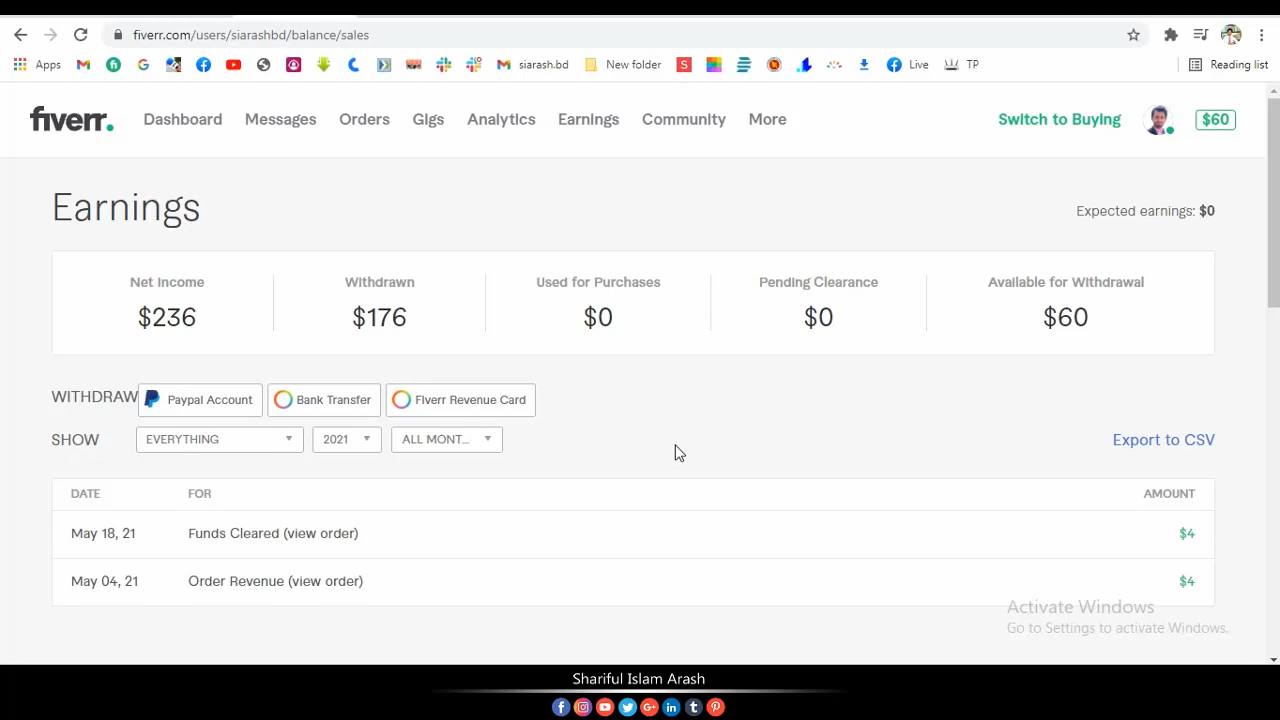 fiverr.com/users/siarashbd/balance/sales
Apps siarash.bd New folder S Live TP Reading list
fiverr. Dashboard Messages Orders Gigs Analytics Earnings Community More Switch to Buying $60
Earnings
Expected earnings: $0
Net Income Withdrawn Used for Purchases Pending Clearance Available for Withdrawal
$236 $176 $0 $0 $60
WITHDRAW Paypal Account Bank Transfer Fiverr Revenue Card
SHOW EVERYTHING 2021 ALL MONT... Export to CSV
DATE FOR AMOUNT
May 18, 21 Funds Cleared (view order) $4
May 04, 21 Order Revenue (view order) $4
Activate Windows
Go to Settings to activate Windows.
Shariful Islam Arash